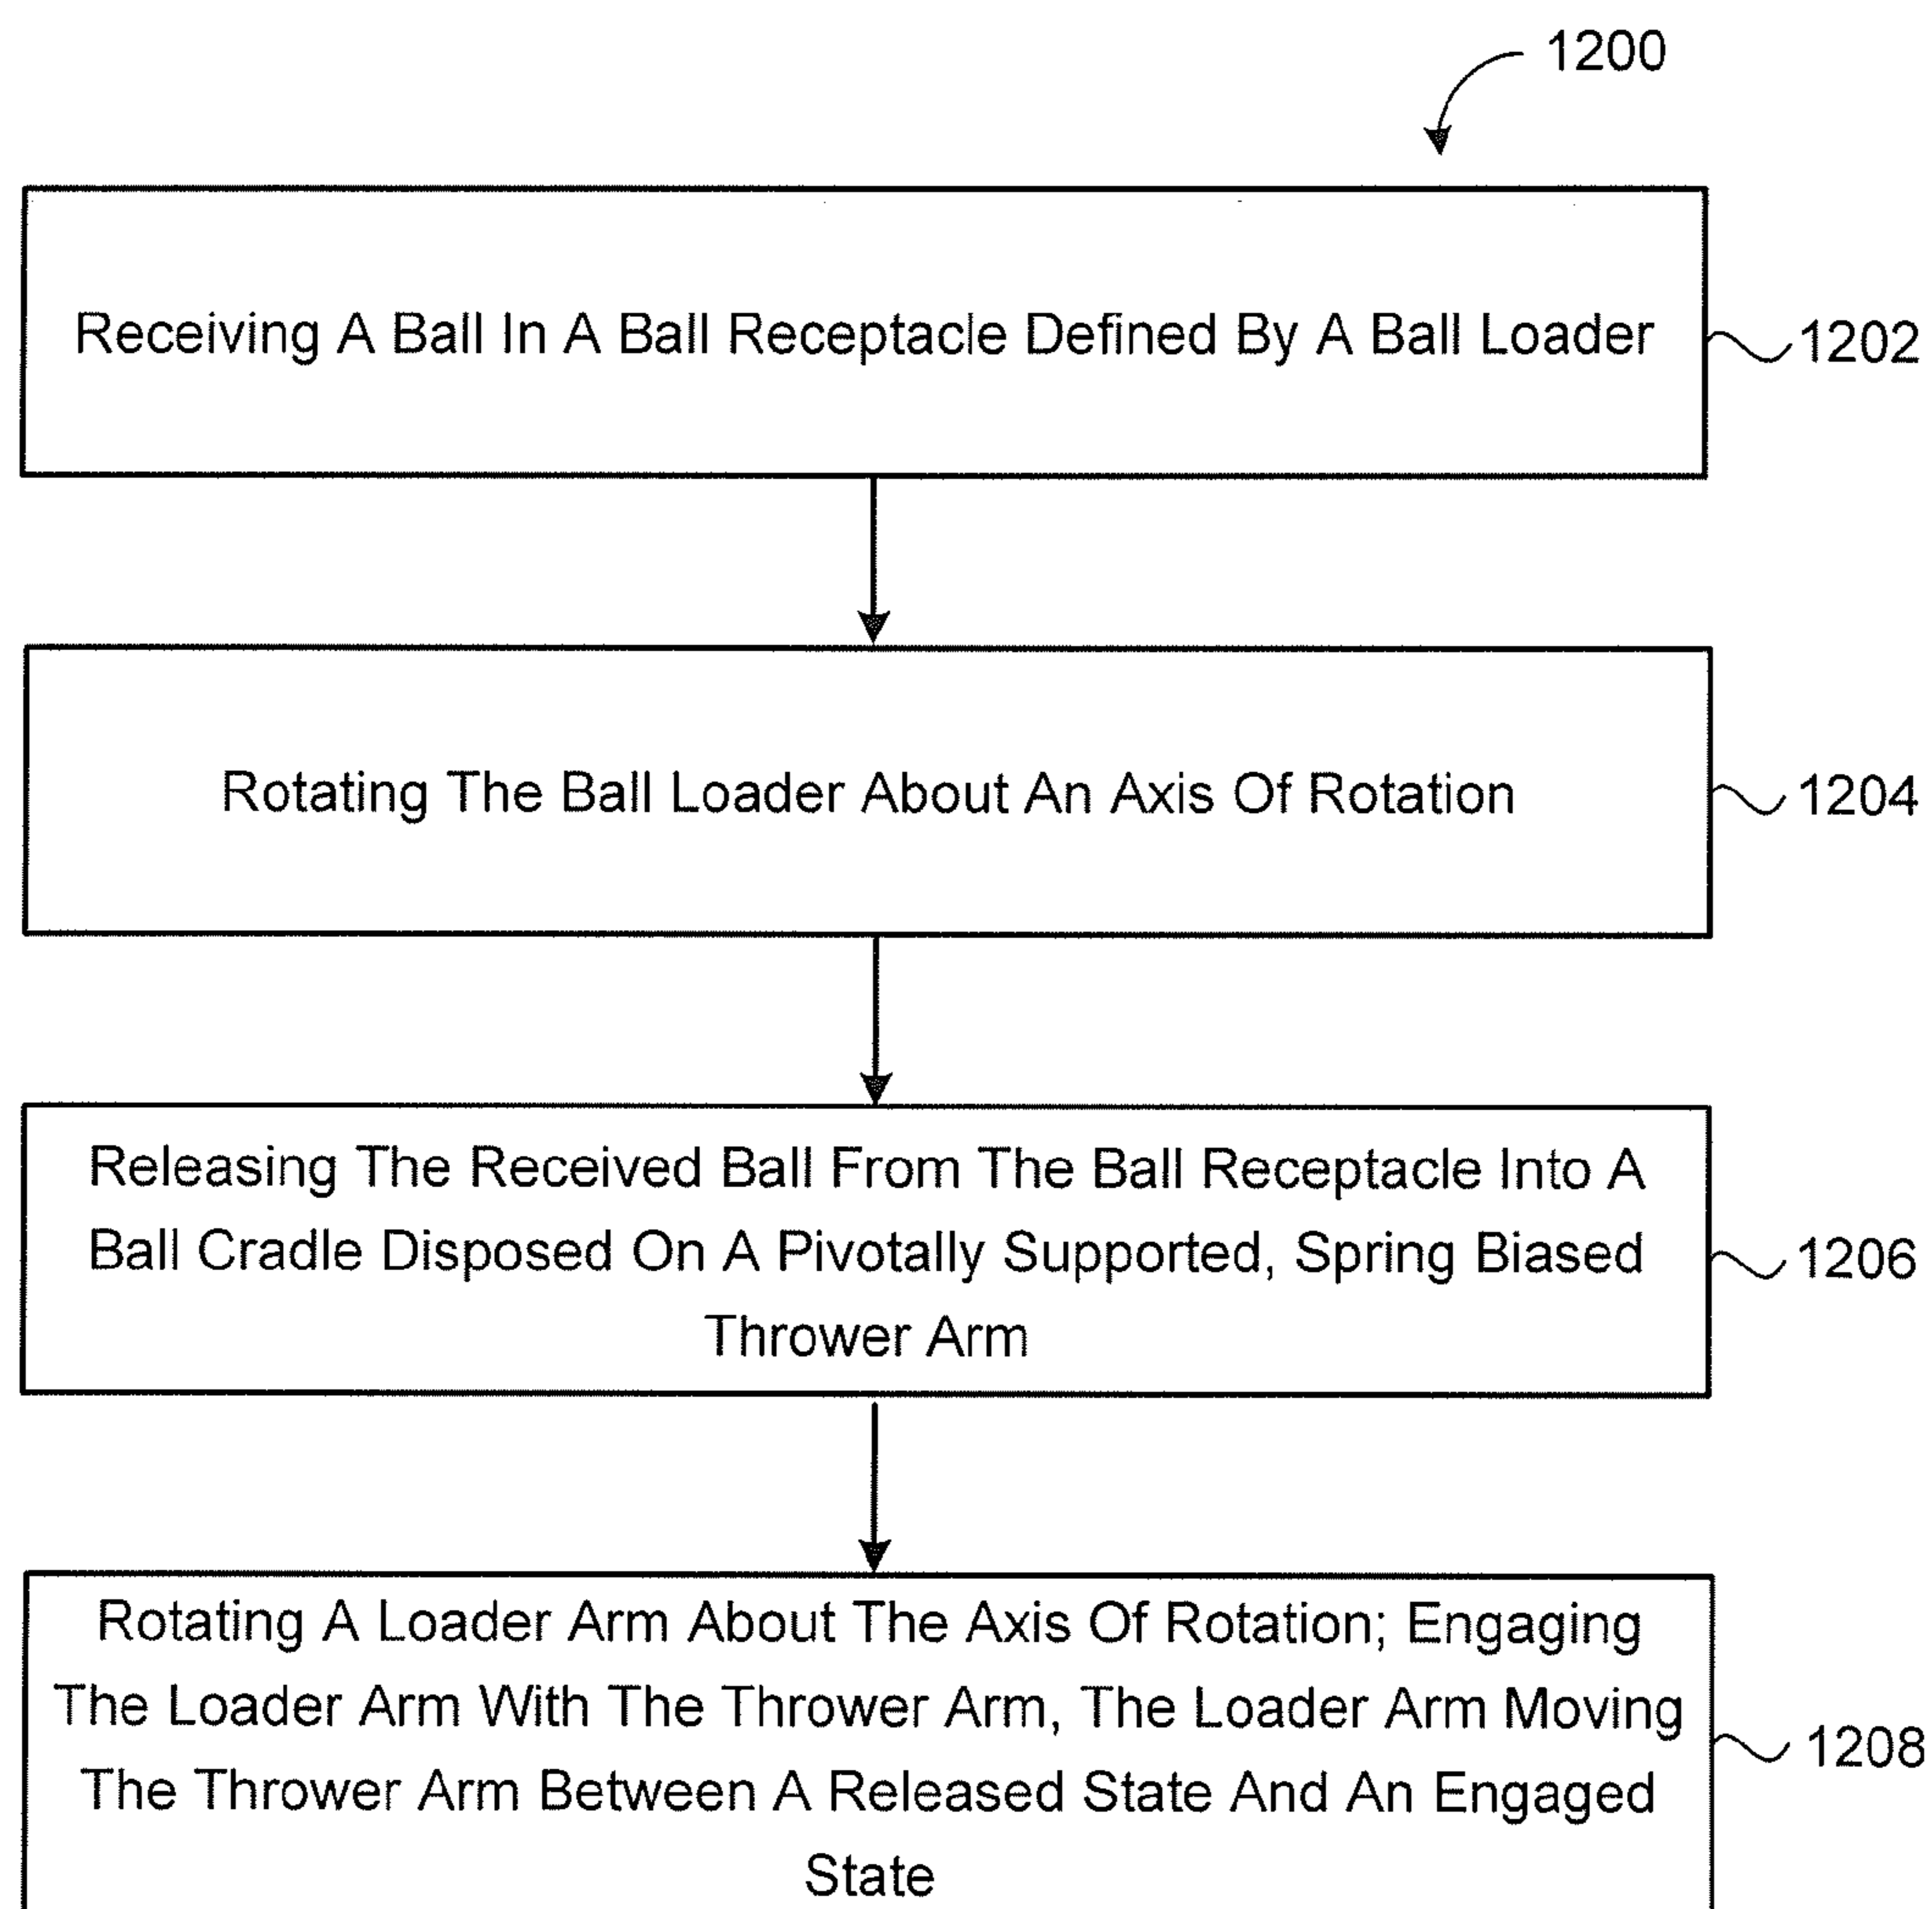 1200
Receiving A Ball In A Ball Receptacle Defined By A Ball Loader
1202
Rotating The Ball Loader About An Axis Of Rotation
1204
Releasing The Received Ball From The Ball Receptacle Into A
Ball Cradle Disposed On A Pivotally Supported, Spring Biased
Thrower Arm
1206
Rotating A Loader Arm About The Axis Of Rotation; Engaging
The Loader Arm With The Thrower Arm, The Loader Arm Moving
The Thrower Arm Between A Released State And An Engaged
State
1208